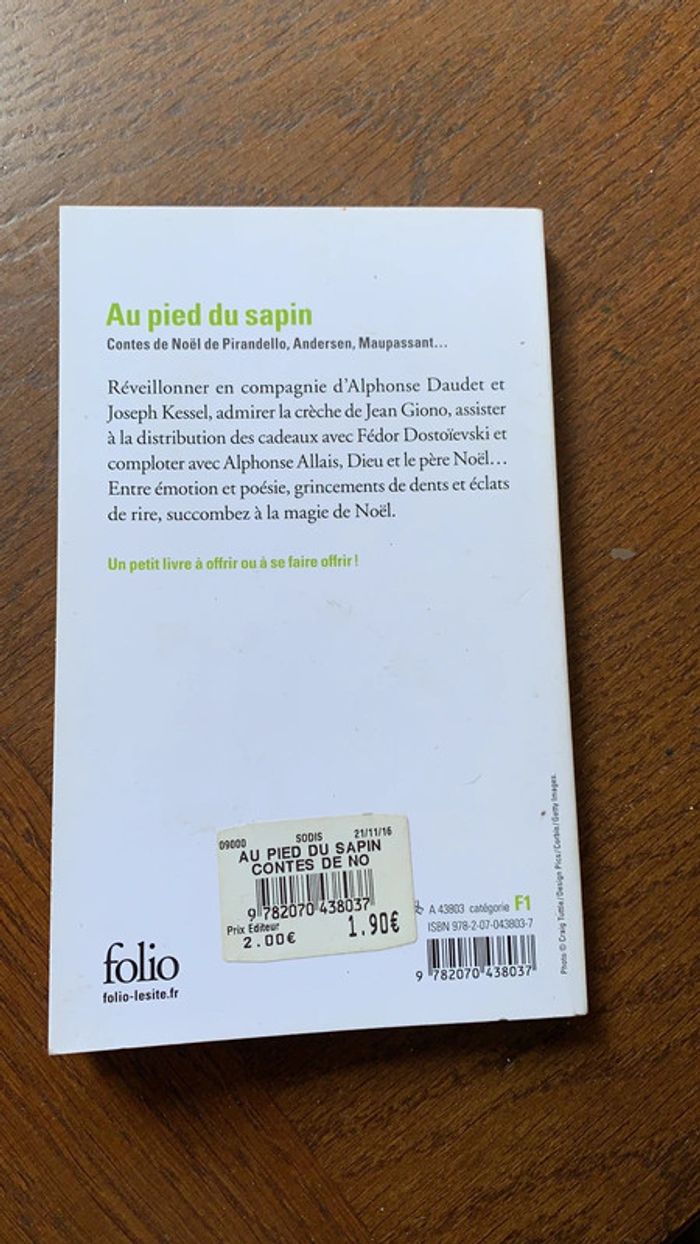 Au pied du sapin
Contes de Noël de Pirandello, Andersen, Maupassant…
Réveillonner en compagnie d'Alphonse Daudet et
Joseph Kessel, admirer la crèche de Jean Giono, assister
à la distribution des cadeaux avec Fédor Dostoïevski et
comploter avec Alphonse Allais, Dieu et le père Noël…
Entre émotion et poésie, grincements de dents et éclats
de rire, succombez à la magie de Noël.
Un petit livre à offrir ou à se faire offrir !
09000 SODIS 21/11/16
AU PIED DU SAPIN
CONTES DE NO
9 782070 438037
Prix Editeur
2.00€ 1.90€
folio
folio-lesite.fr
A 43803 catégorie F1
ISBN 978-2-07-043803-7
9 782070 438037
Photo © Craig Tuttle / Design Pics / Corbis / Getty Images.